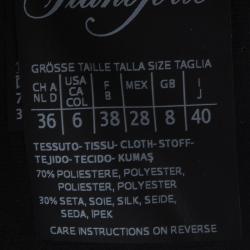 Pianoforte
GRÖSSE TAILLE TALLA SIZE TAGLIA
CH A NL D USA CA COL F B MEX GB I J
36 6 38 28 8 40
TESSUTO-TISSU-CLOTH-STOFF-
TEJIDO-TECIDO-KUMAŞ
70% POLIESTERE, POLYESTER,
POLIESTER, POLYESTER
30% SETA, SOIE, SILK, SEIDE,
SEDA, İPEK
CARE INSTRUCTIONS ON REVERSE